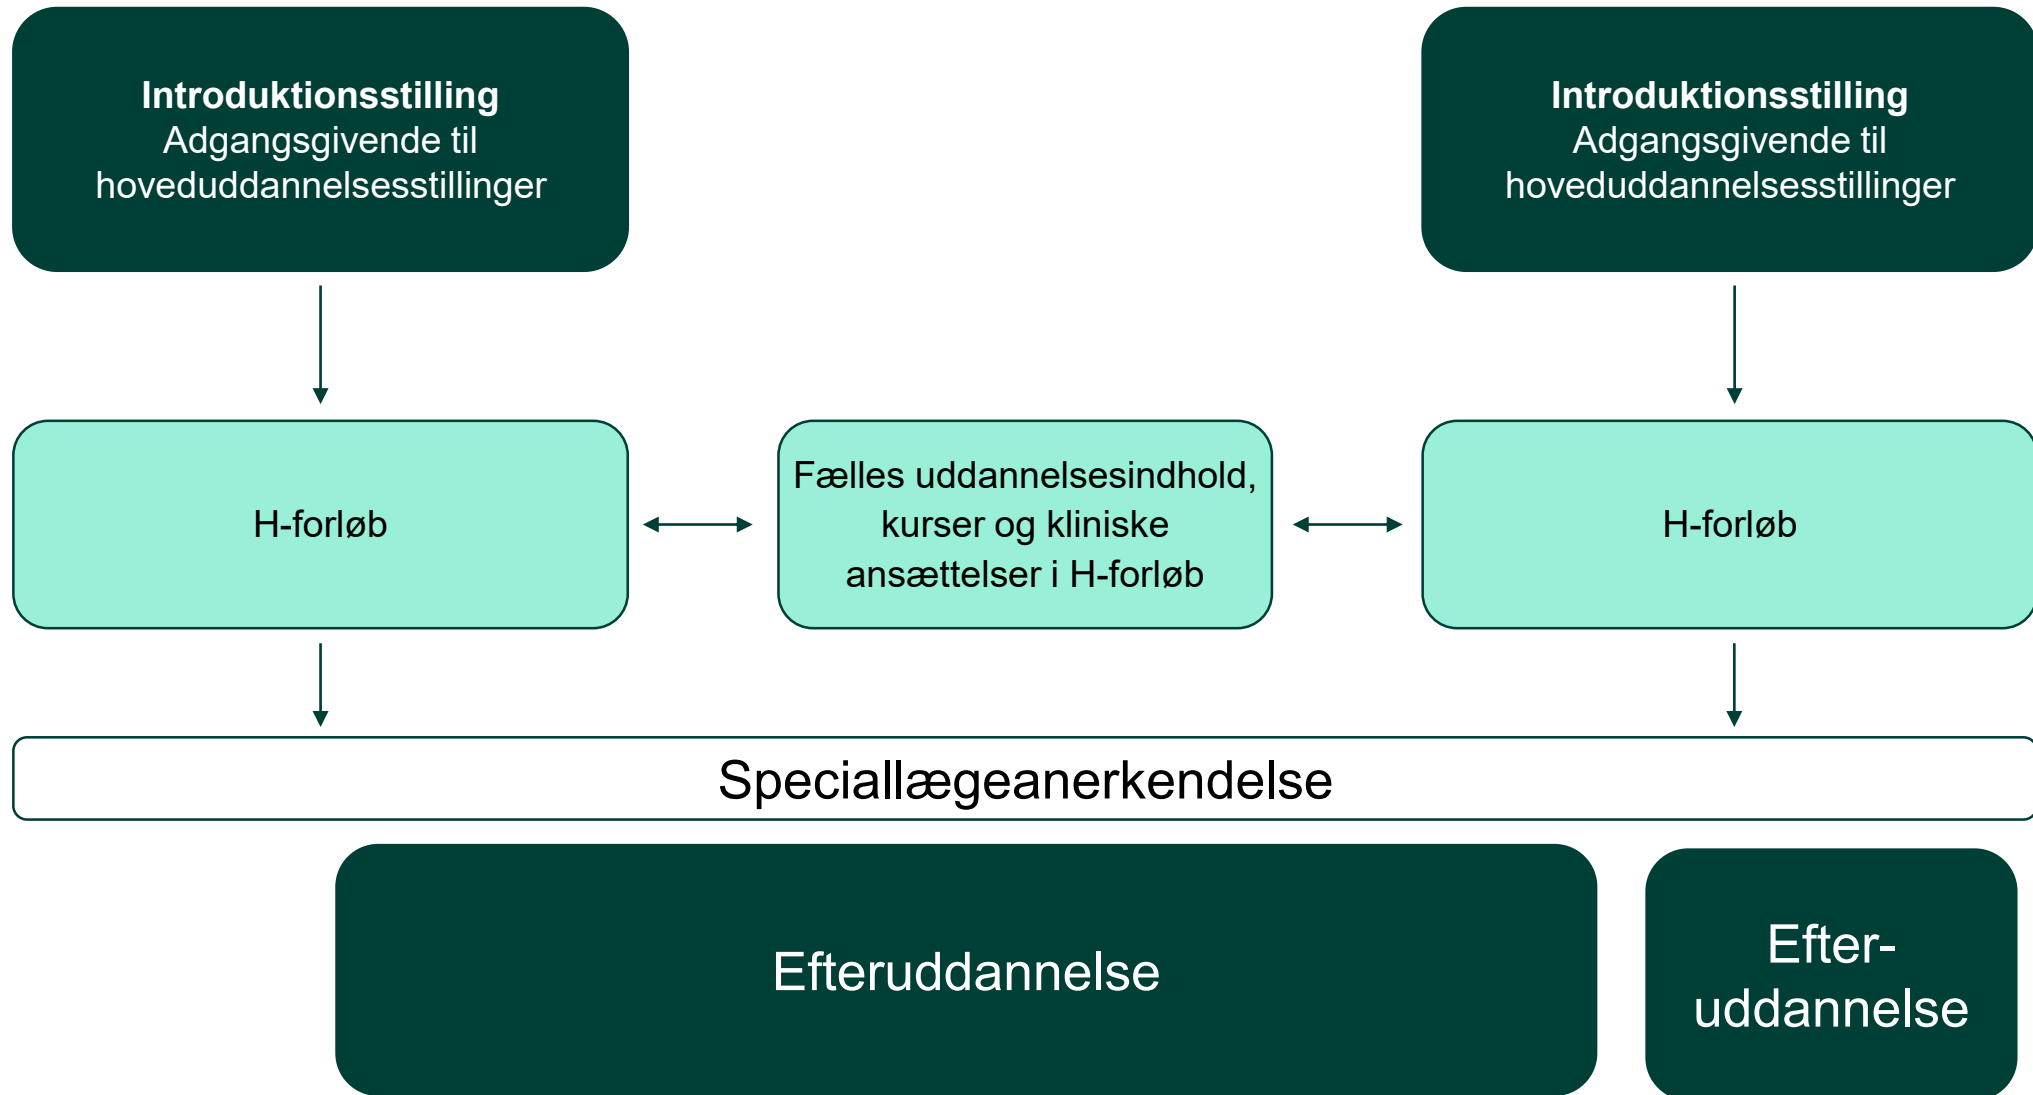 Introduktionsstilling
Adgangsgivende til
hoveduddannelsesstillinger
Introduktionsstilling
Adgangsgivende til
hoveduddannelsesstillinger
H-forløb
Fælles uddannelsesindhold,
kurser og kliniske
ansættelser i H-forløb
H-forløb
Speciallægeanerkendelse
Efteruddannelse
Efter-
uddannelse